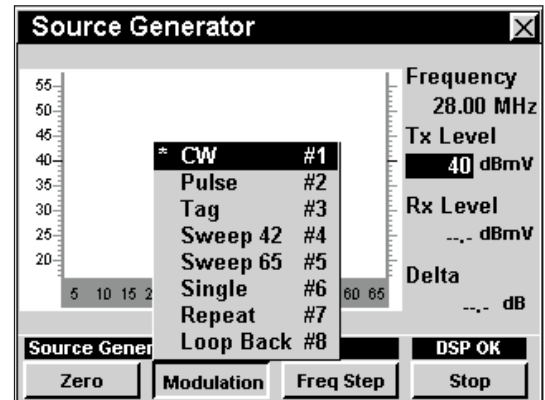 Source Generator
55
50
45
40
35
30
25
20
5 10 15 2
60 65
* CW #1
Pulse #2
Tag #3
Sweep 42 #4
Sweep 65 #5
Single #6
Repeat #7
Loop Back #8
Frequency
28.00 MHz
Tx Level
40 dBmV
Rx Level
--.- dBmV
Delta
--.- dB
Source Gener
DSP OK
Zero
Modulation
Freq Step
Stop